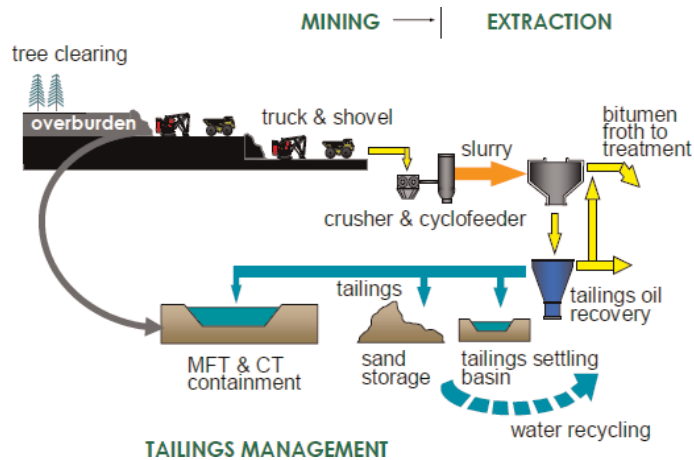 MINING
EXTRACTION
tree clearing
overburden
truck & shovel
slurry
bitumen
froth to
treatment
crusher & cyclofeeder
tailings
tailings oil
recovery
MFT & CT
containment
sand
storage
tailings settling
basin
water recycling
TAILINGS MANAGEMENT